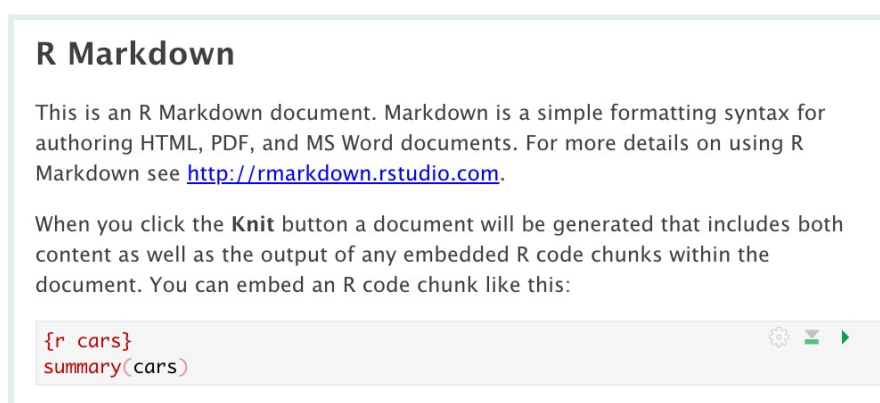 R Markdown
This is an R Markdown document. Markdown is a simple formatting syntax for
authoring HTML, PDF, and MS Word documents. For more details on using R
Markdown see http://rmarkdown.rstudio.com.
When you click the Knit button a document will be generated that includes both
content as well as the output of any embedded R code chunks within the
document. You can embed an R code chunk like this:
{r cars}
summary(cars)